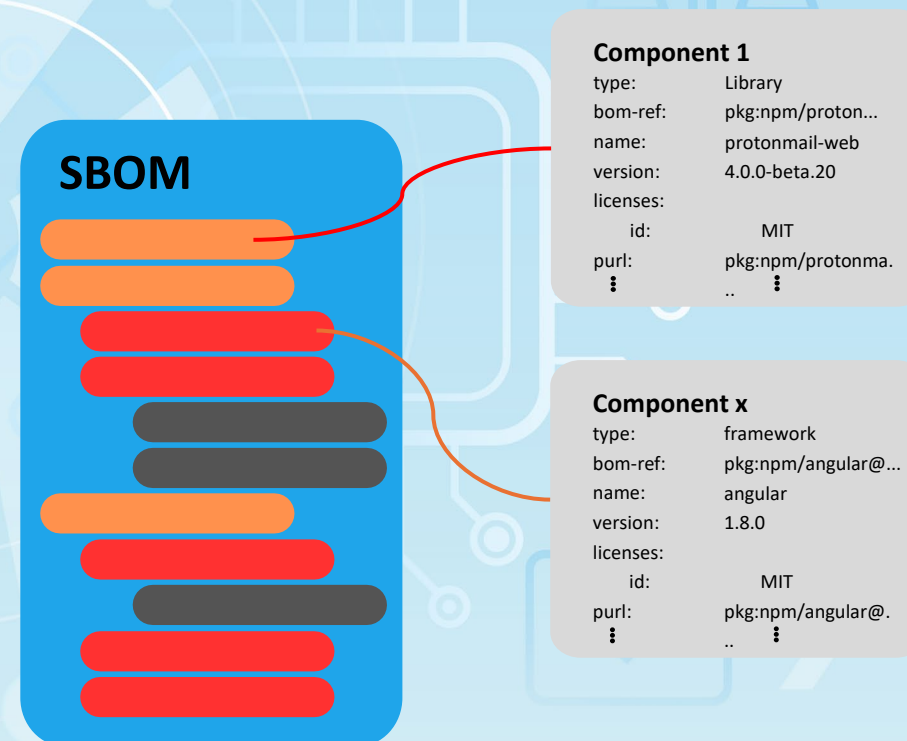 SBOM
Component 1
type: Library
bom-ref: pkg:npm/proton...
name: protonmail-web
version: 4.0.0-beta.20
licenses:
id: MIT
purl: pkg:npm/protonma.
..
Component x
type: framework
bom-ref: pkg:npm/angular@...
name: angular
version: 1.8.0
licenses:
id: MIT
purl: pkg:npm/angular@.
..